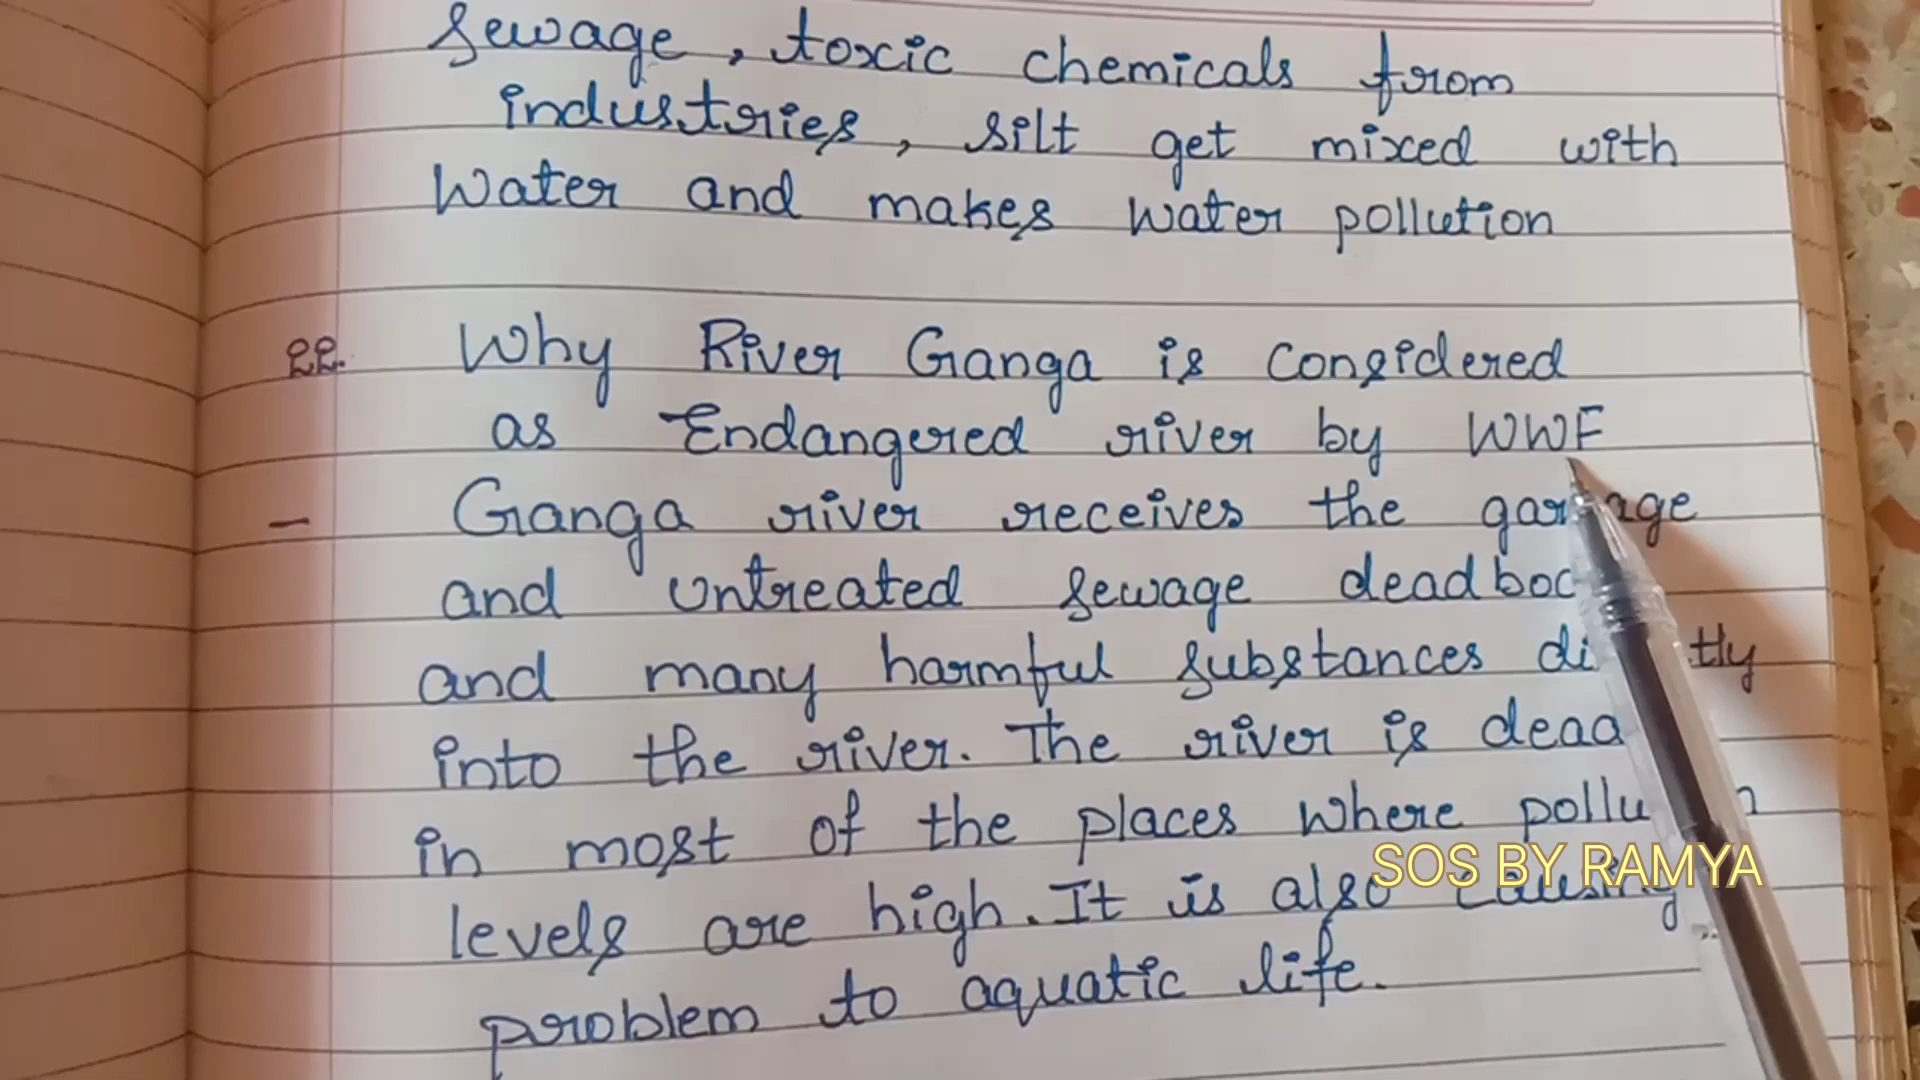 Sewage, toxic chemicals from
industries, silt get mixed with
Water and makes water pollution
22. Why River Ganga is considered
as Endangered river by WWF
- Ganga river receives the
and untreated sewage
and many harmful substances
into the river. The river is dead
in most of the places where
levels are high. It is also causing
problem to aquatic life.
SOS BY RAMYA